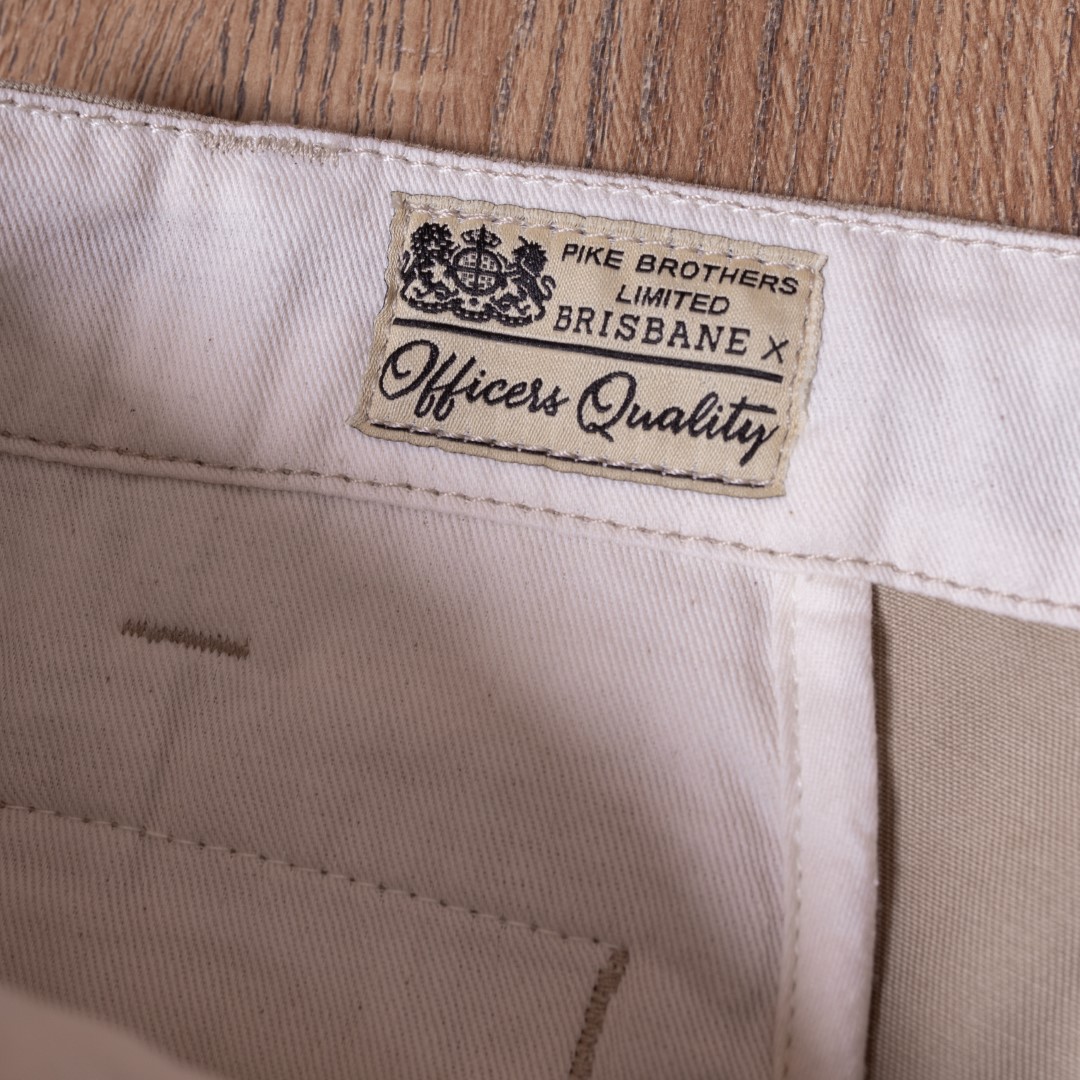 PIKE BROTHERS
LIMITED
BRISBANE X
Officers Quality